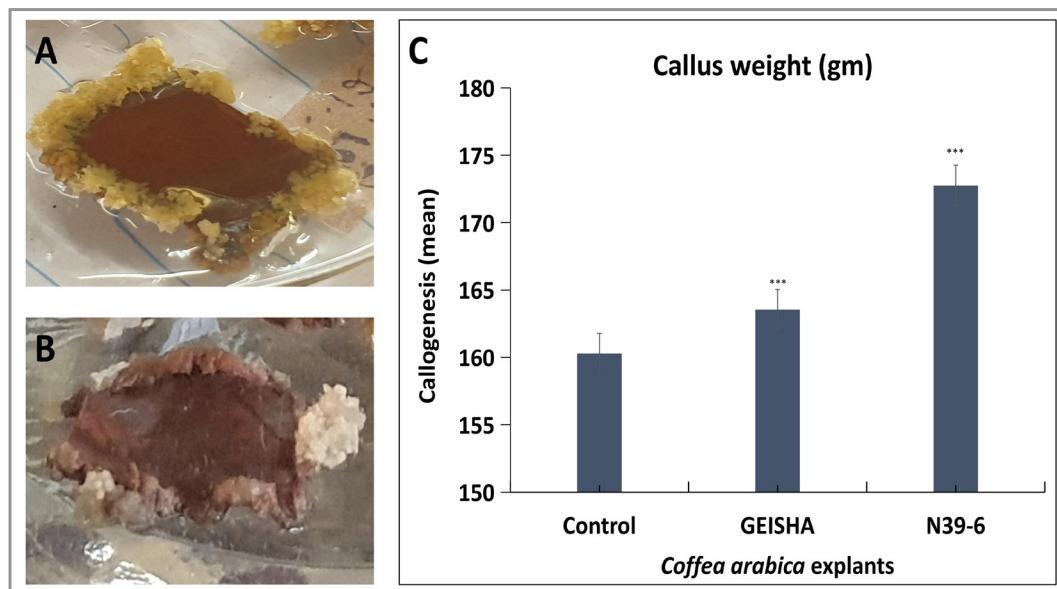 A
B
C
Callus weight (gm)
Callogenesis (mean)
180
175
170
165
160
155
150
***
***
Control GEISHA N39-6
Coffea arabica explants